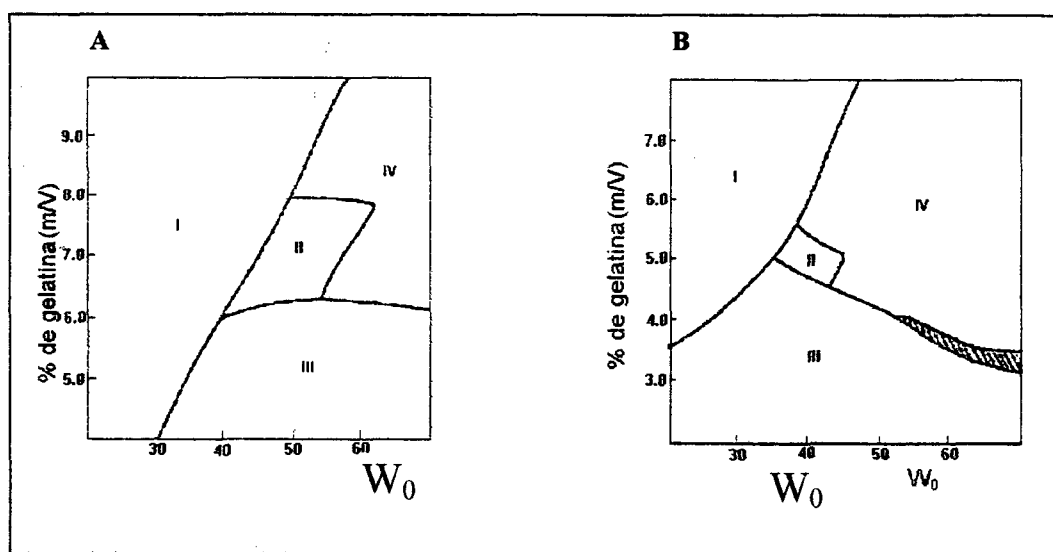 A
% de gelatina (m/V)
9.0
8.0
7.0
6.0
5.0
I
II
III
IV
30 40 50 60
W0
B
% de gelatina (m/V)
7.0
6.0
5.0
4.0
3.0
I
II
III
IV
30 40 50 60
W0 W0